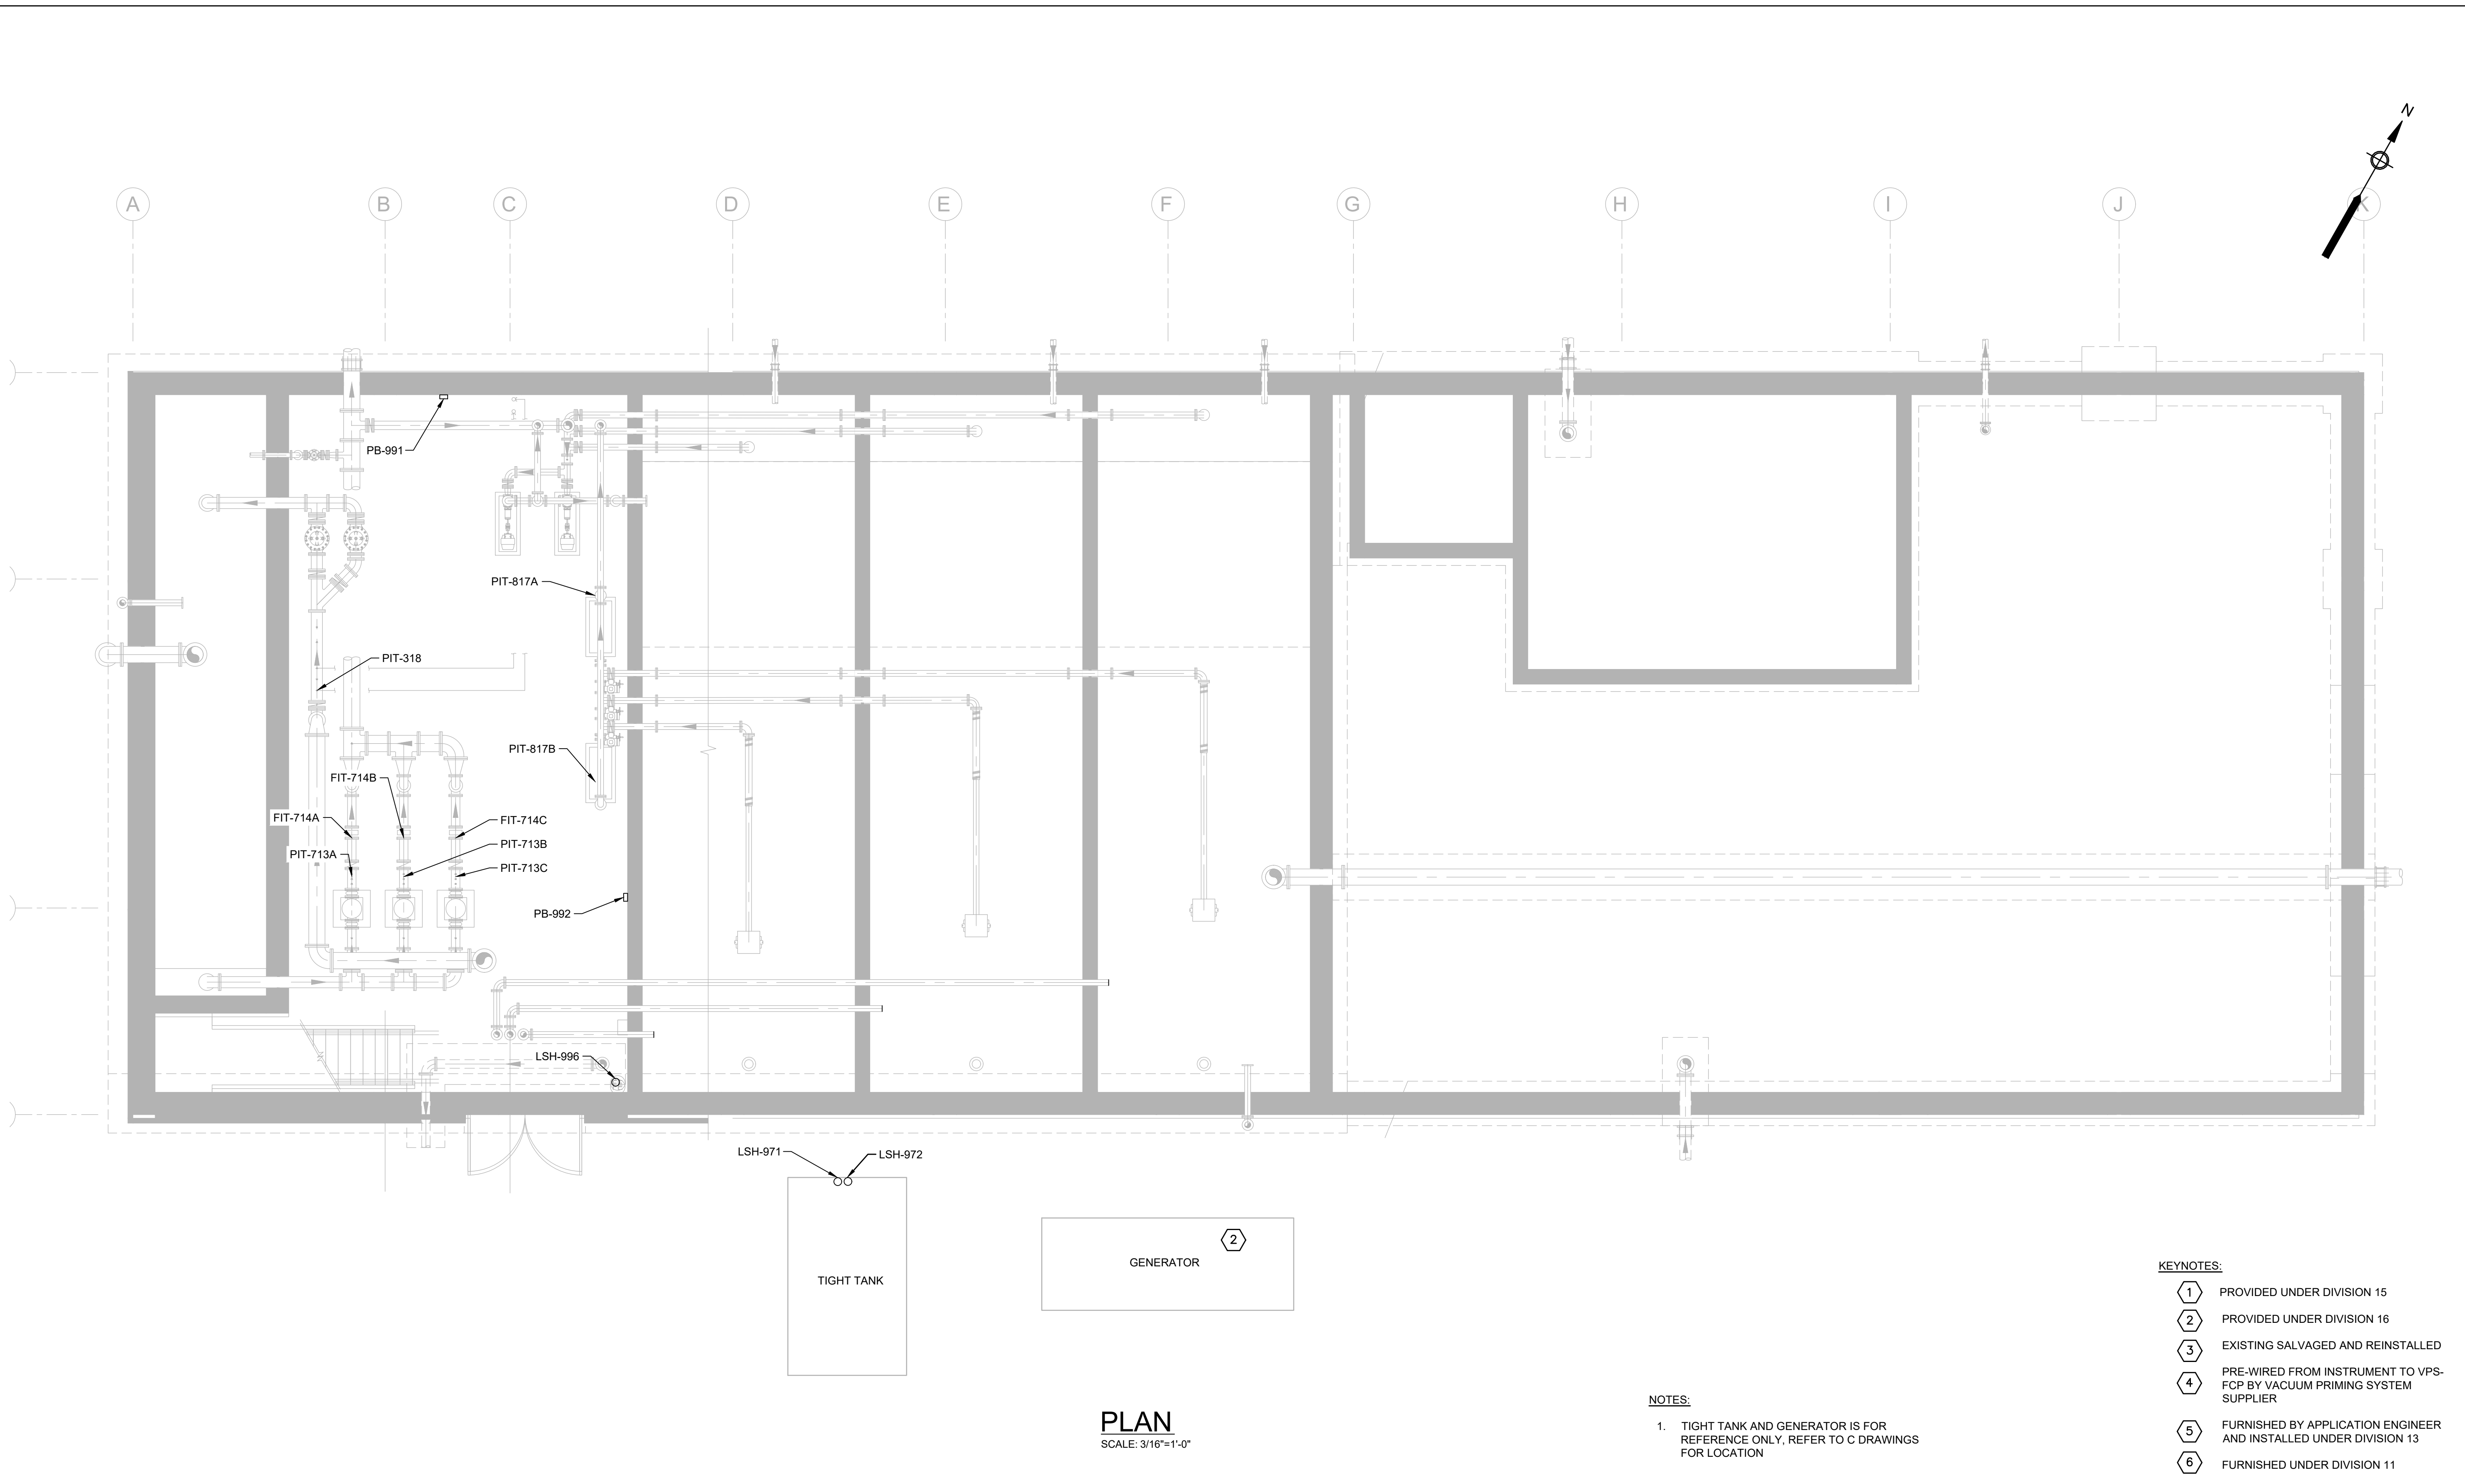 N
A
B
C
D
E
F
G
H
I
J
K
PB-991
PIT-817A
PIT-318
PIT-817B
FIT-714B
FIT-714A
FIT-714C
PIT-713B
PIT-713A
PIT-713C
PB-992
LSH-996
LSH-971
LSH-972
TIGHT TANK
2
GENERATOR
PLAN
SCALE: 3/16"=1'-0"
NOTES:
1. TIGHT TANK AND GENERATOR IS FOR
REFERENCE ONLY, REFER TO C DRAWINGS
FOR LOCATION
KEYNOTES:
1 PROVIDED UNDER DIVISION 15
2 PROVIDED UNDER DIVISION 16
3 EXISTING SALVAGED AND REINSTALLED
4 PRE-WIRED FROM INSTRUMENT TO VPS-
FCP BY VACUUM PRIMING SYSTEM
SUPPLIER
5 FURNISHED BY APPLICATION ENGINEER
AND INSTALLED UNDER DIVISION 13
6 FURNISHED UNDER DIVISION 11